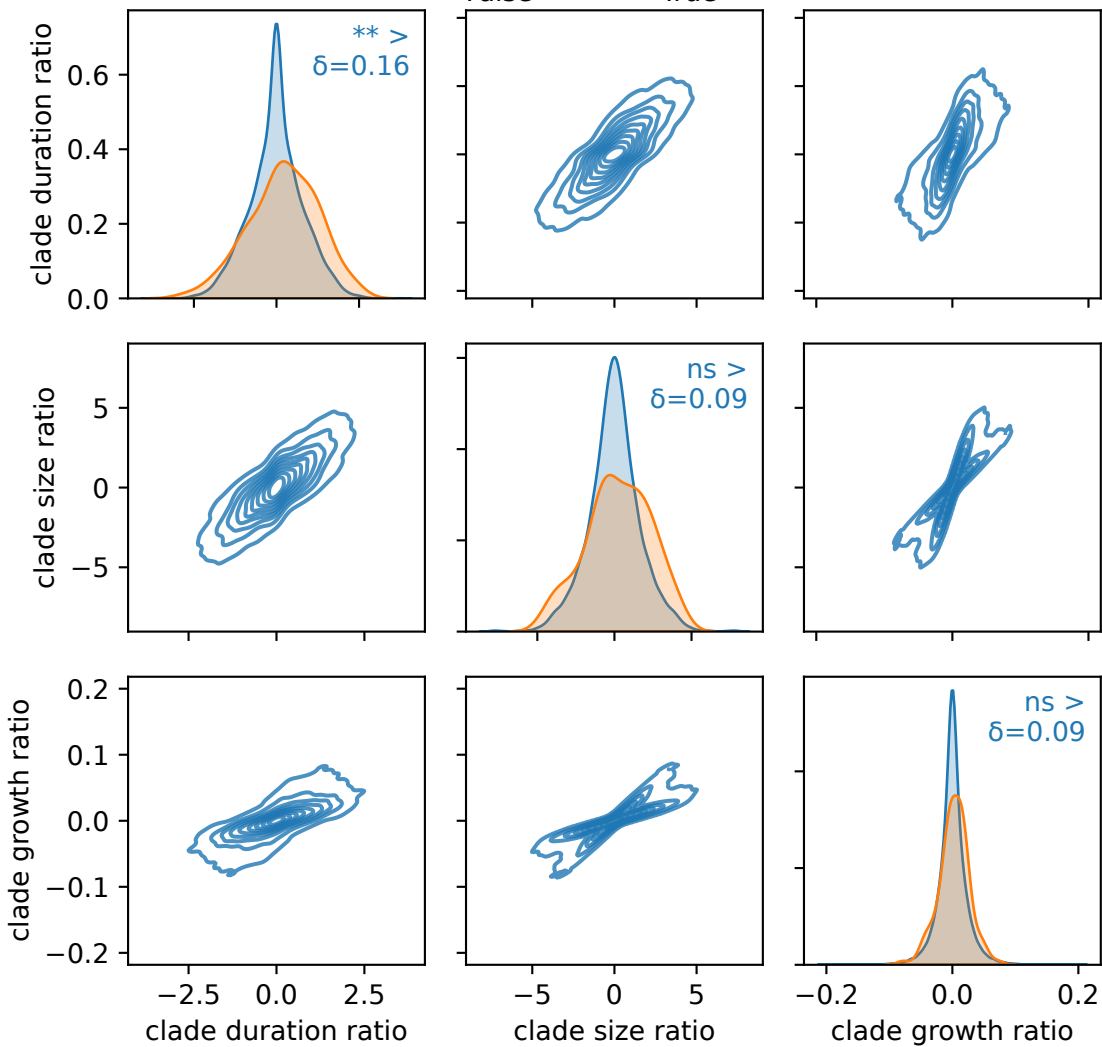 ** >
δ=0.16
clade duration ratio
0.6
0.4
0.2
0.0
ns >
δ=0.09
clade size ratio
5
0
−5
ns >
δ=0.09
clade growth ratio
0.2
0.1
0.0
−0.1
−0.2
−2.5 0.0 2.5
−5 0 5
−0.2 0.0 0.2
clade duration ratio
clade size ratio
clade growth ratio